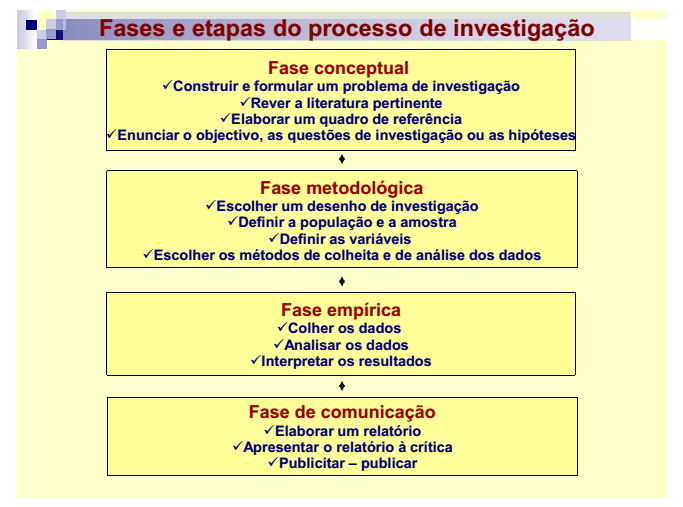 Fases e etapas do processo de investigação
Fase conceptual
✓Construir e formular um problema de investigação
✓Rever a literatura pertinente
✓Elaborar um quadro de referência
✓Enunciar o objectivo, as questões de investigação ou as hipóteses
Fase metodológica
✓Escolher um desenho de investigação
✓Definir a população e a amostra
✓Definir as variáveis
✓Escolher os métodos de colheita e de análise dos dados
Fase empírica
✓Colher os dados
✓Analisar os dados
✓Interpretar os resultados
Fase de comunicação
✓Elaborar um relatório
✓Apresentar o relatório à crítica
✓Publicitar – publicar